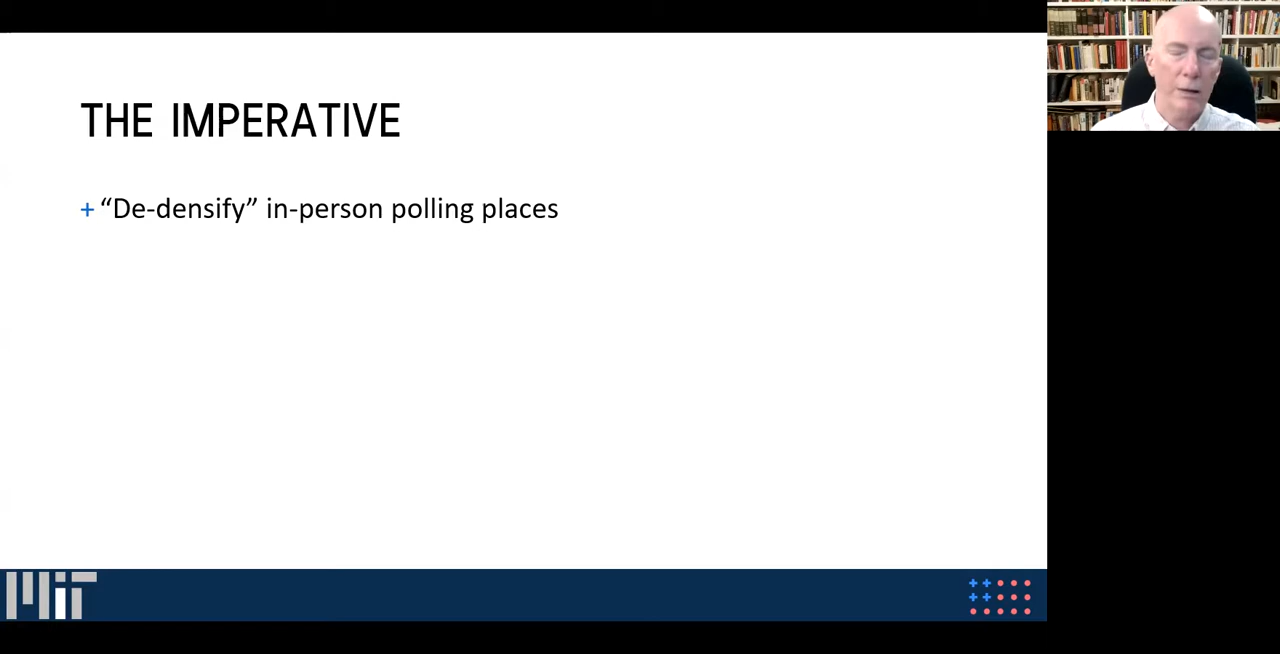 THE IMPERATIVE
+ “De-densify” in-person polling places
MIT